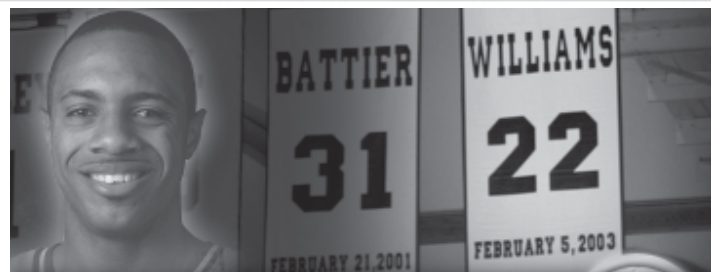 BATTIER
31
FEBRUARY 21, 2001
WILLIAMS
22
FEBRUARY 5, 2003